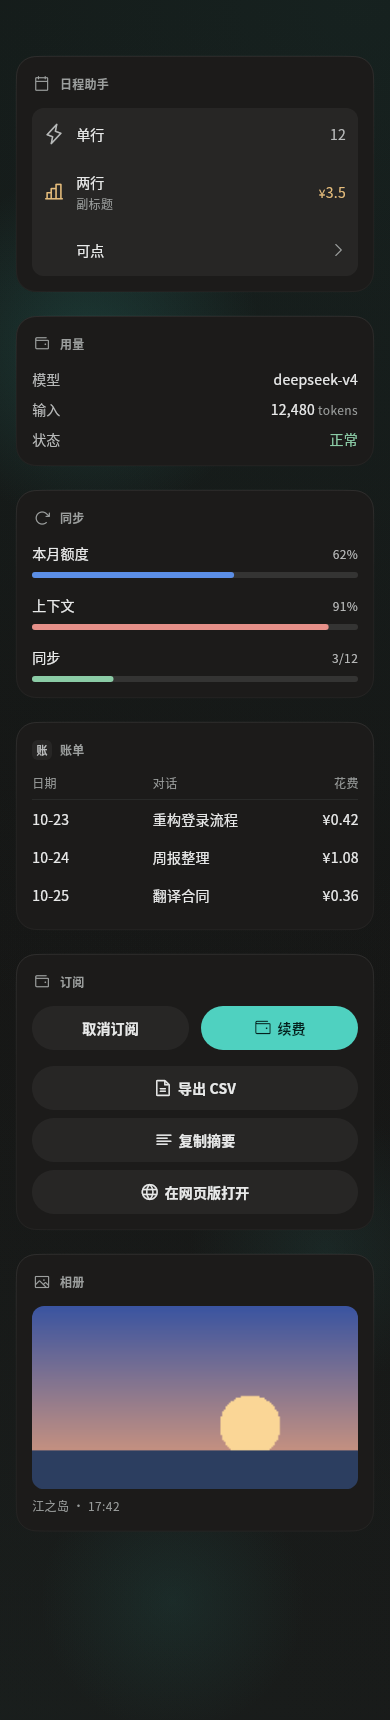 日程助手
单行 12
两行
副标题
¥3.5
可点
用量
模型 deepseek-v4
输入 12,480 tokens
状态 正常
同步
本月额度 62%
上下文 91%
同步 3/12
账 账单
日期 对话 花费
10-23 重构登录流程 ¥0.42
10-24 周报整理 ¥1.08
10-25 翻译合同 ¥0.36
订阅
取消订阅 续费
导出 CSV
复制摘要
在网页版打开
相册
江之岛 · 17:42